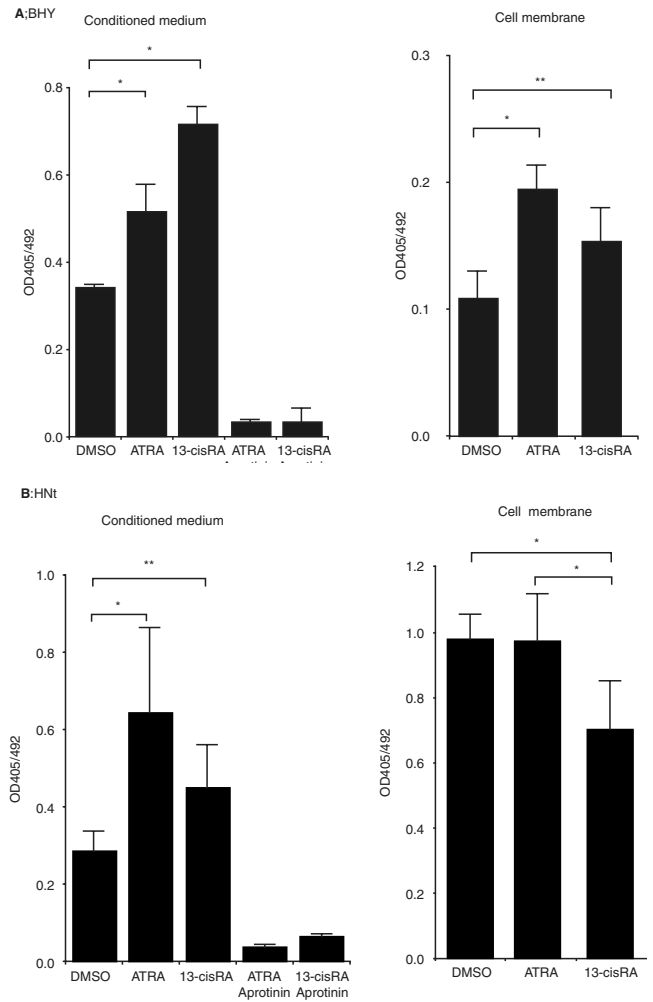 A;BHY
Conditioned medium
*
*
0.8
0.6
0.4
0.2
0.0
OD405/492
DMSO ATRA 13-cisRA ATRA 13-cisRA
Cell membrane
**
*
0.3
0.2
0.1
0.0
OD405/492
DMSO ATRA 13-cisRA
B:HNt
Conditioned medium
**
*
1.0
0.8
0.6
0.4
0.2
0.0
OD405/492
DMSO ATRA 13-cisRA ATRA 13-cisRA
Aprotinin Aprotinin
Cell membrane
*
*
1.2
1.0
0.8
0.6
0.4
0.2
0.0
OD405/492
DMSO ATRA 13-cisRA